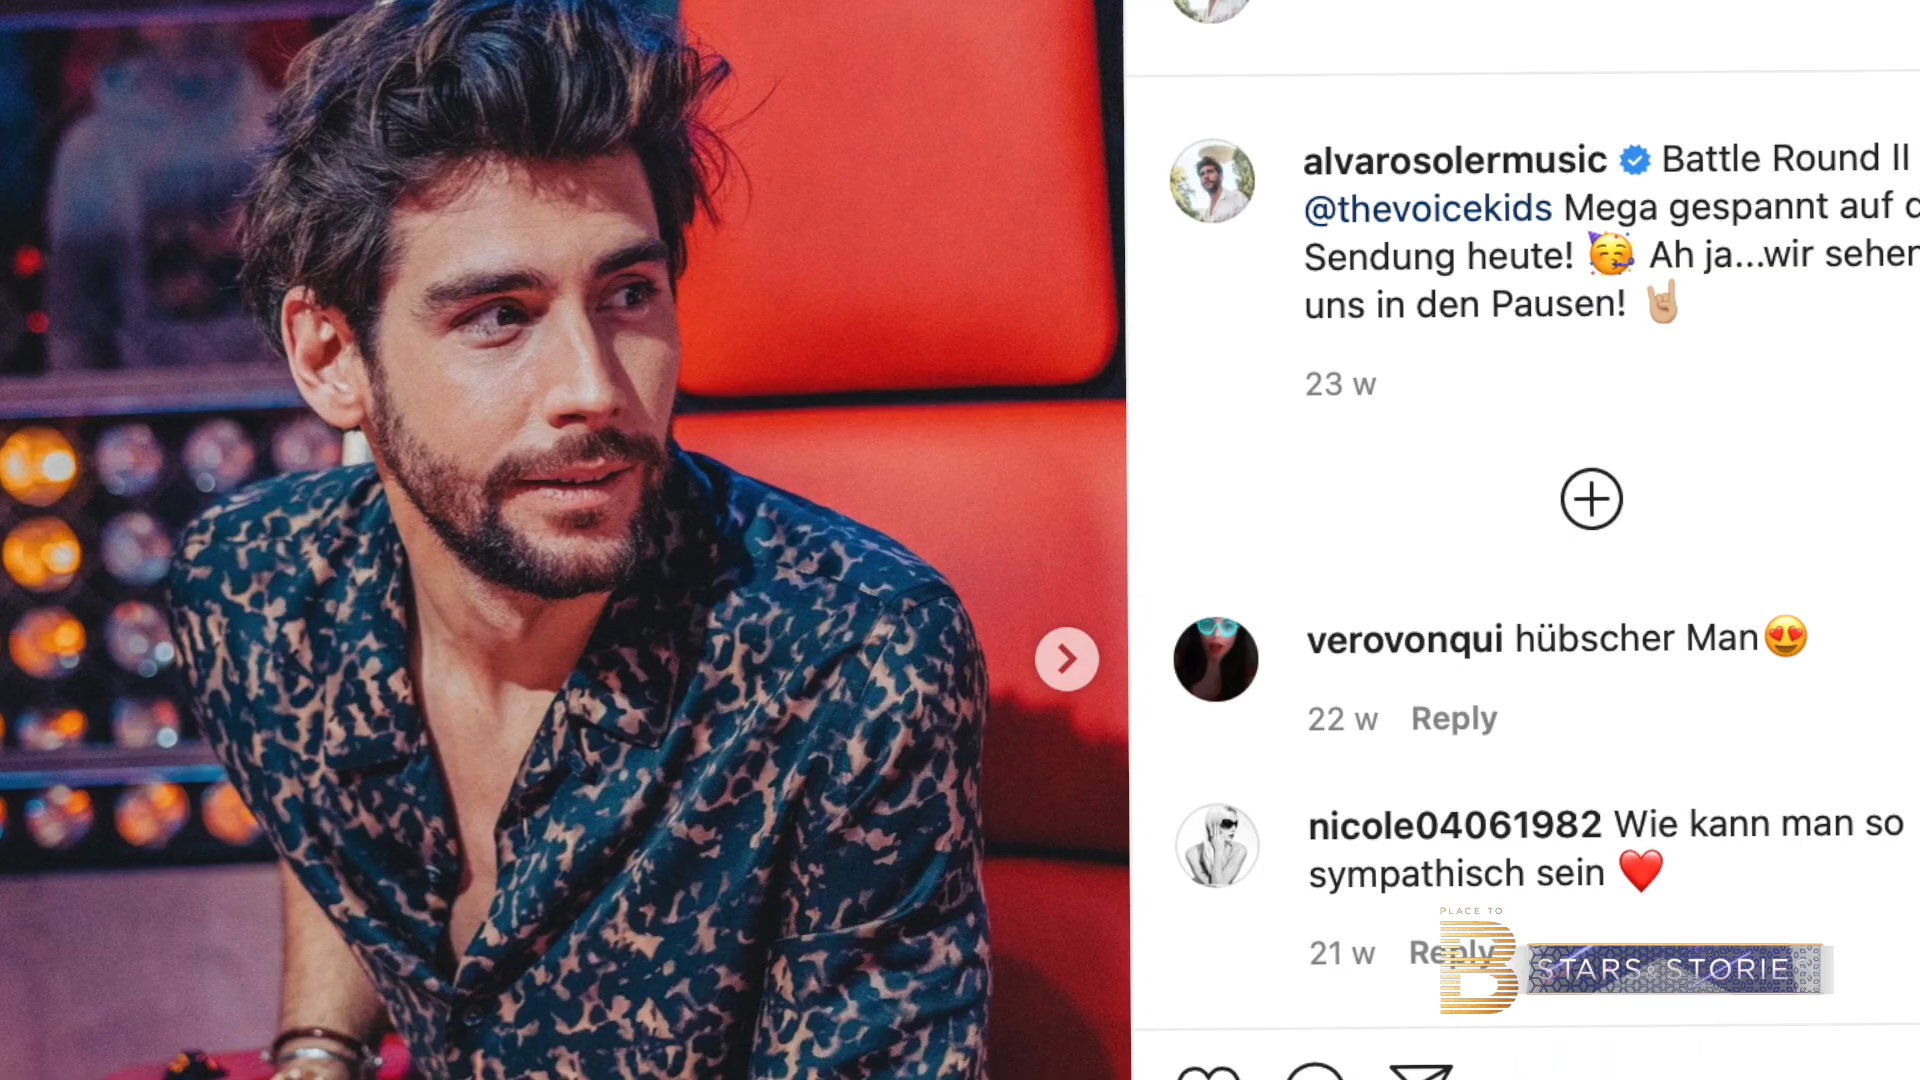 alvarosolermusic Battle Round II
@thevoicekids Mega gespannt auf
Sendung heute! 🥳 Ah ja...wir sehen
uns in den Pausen! 🤘🏼
23 w
verovonqui hübscher Man😍
22 w Reply
nicole04061982 Wie kann man so
sympathisch sein ❤️
21 w Reply
PLACE TO
B STARS & STORIE